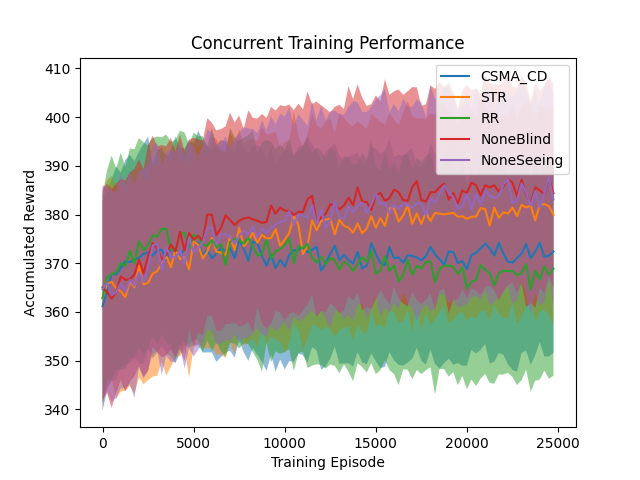 Concurrent Training Performance
410
400
390
380
370
360
350
340
Accumulated Reward
CSMA_CD
STR
RR
NoneBlind
NoneSeeing
0 5000 10000 15000 20000 25000
Training Episode